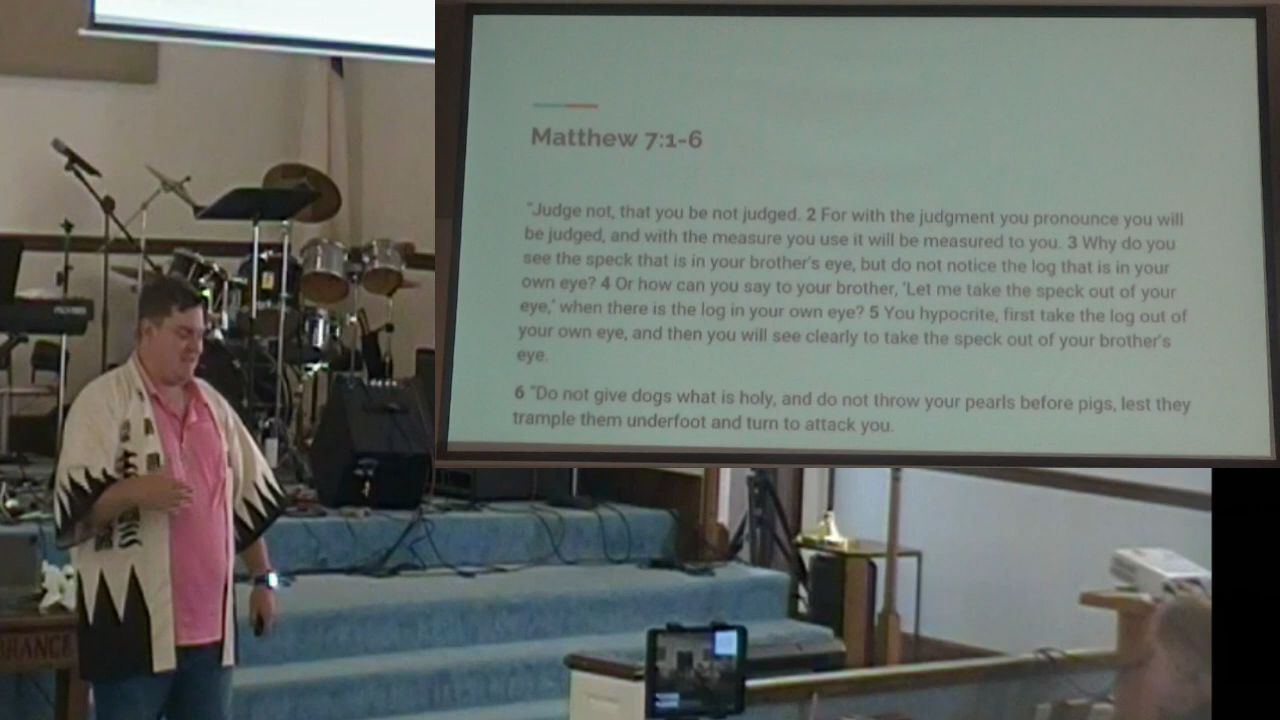 Matthew 7:1-6
"Judge not, that you be not judged. 2 For with the judgment you pronounce you will
be judged, and with the measure you use it will be measured to you. 3 Why do you
see the speck that is in your brother's eye, but do not notice the log that is in your
own eye? 4 Or how can you say to your brother, 'Let me take the speck out of your
eye,' when there is the log in your own eye? 5 You hypocrite, first take the log out of
your own eye, and then you will see clearly to take the speck out of your brother's
eye.
6 "Do not give dogs what is holy, and do not throw your pearls before pigs, lest they
trample them underfoot and turn to attack you.
BRANCE